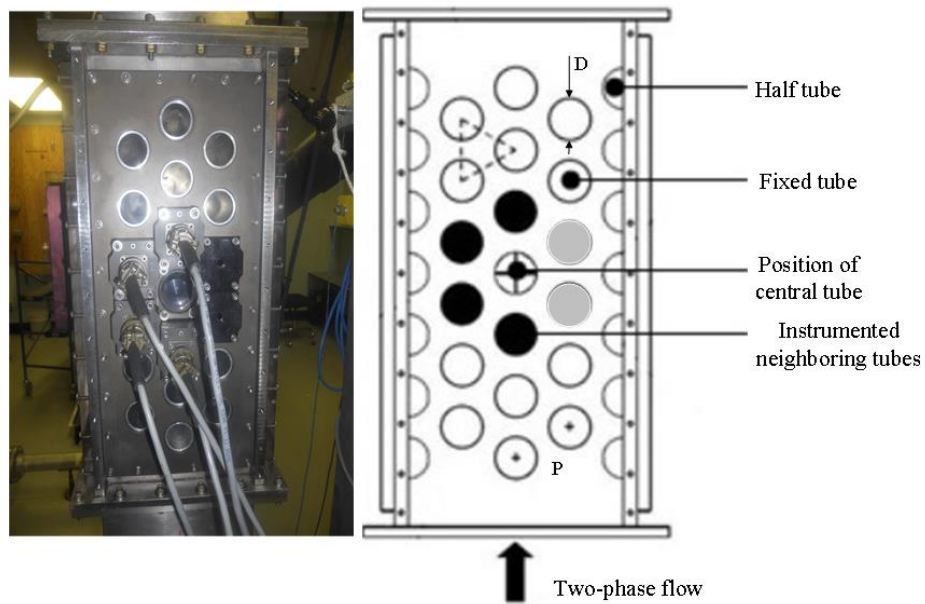 D
Half tube
Fixed tube
Position of
central tube
Instrumented
neighboring tubes
P
Two-phase flow